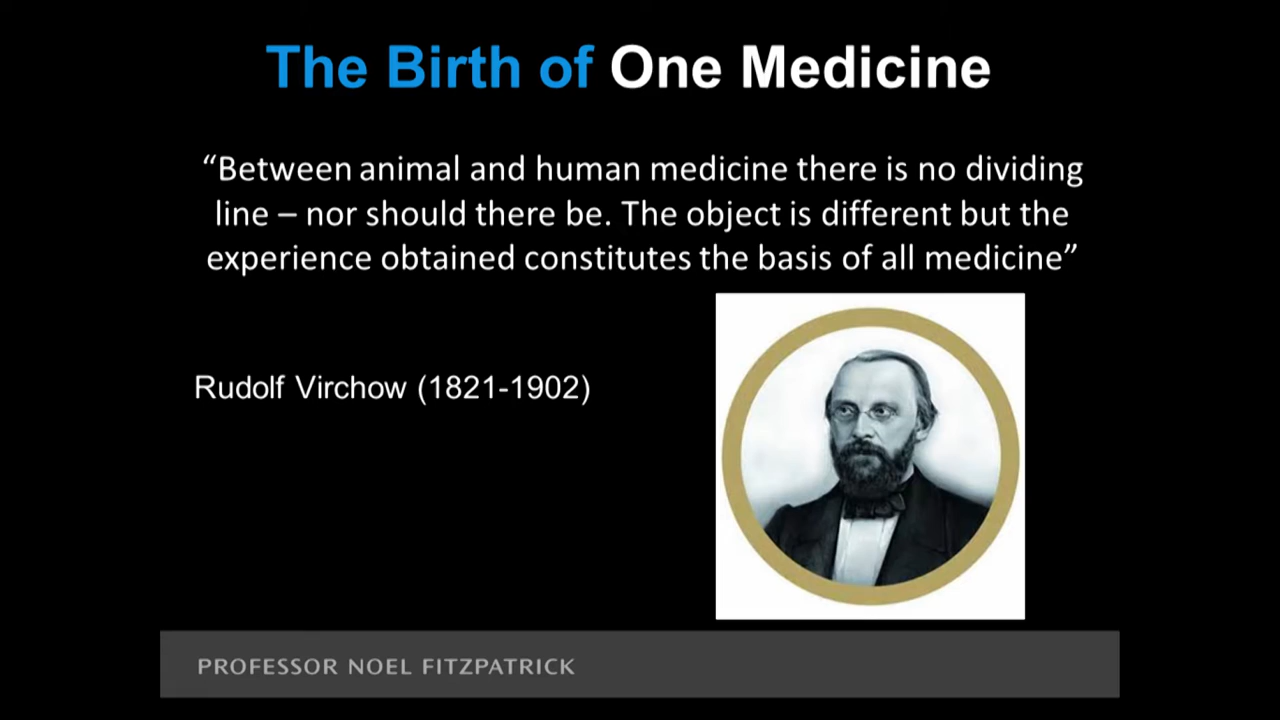 The Birth of One Medicine
“Between animal and human medicine there is no dividing
line – nor should there be. The object is different but the
experience obtained constitutes the basis of all medicine”
Rudolf Virchow (1821-1902)
PROFESSOR NOEL FITZPATRICK